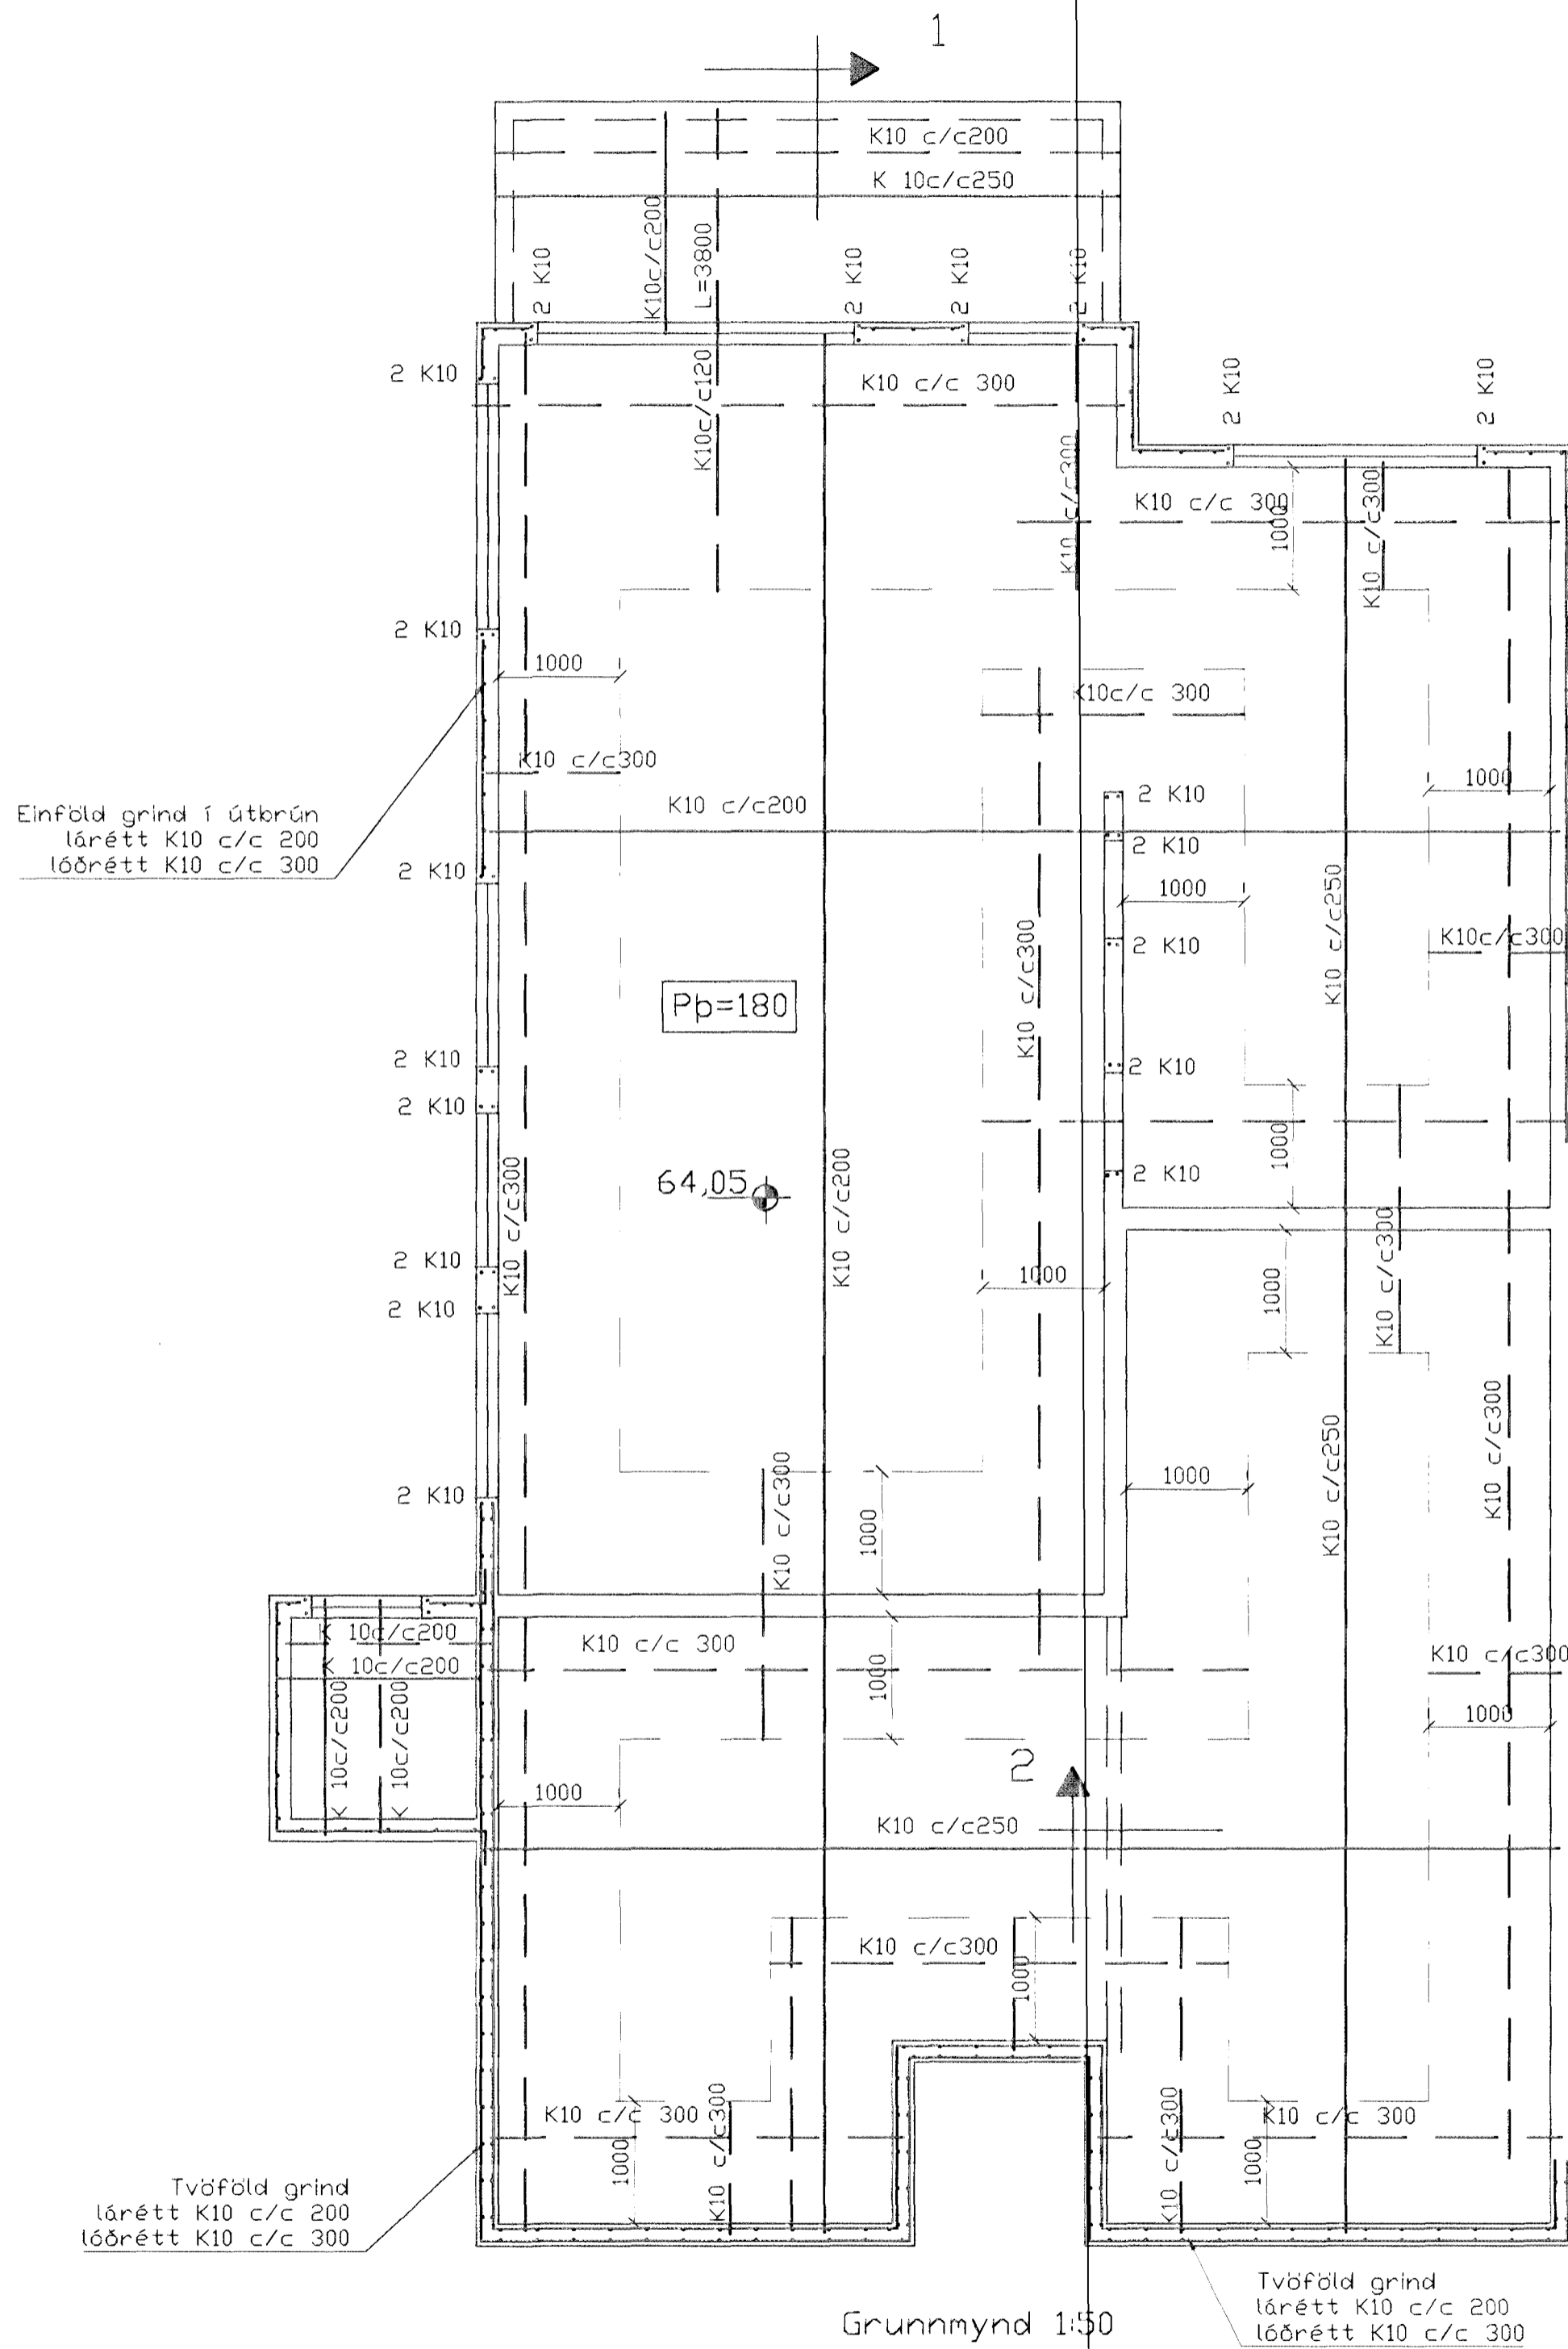 1
K10 c/c200
K 10c/c250
K10c/c200
L=3800
K10c/c120
2 K10
2 K10
2 K10
2 K10
2 K10
K10 c/c 300
2 K10
2 K10
K10 c/c300
K10 c/c 300
1000
K10 c/c300
2 K10
1000
K10c/c 300
K10 c/c300
K10 c/c200
1000
2 K10
Einföld grind í útbrún
lárétt K10 c/c 200
lóðrétt K10 c/c 300
2 K10
2 K10
1000
K10 c/c250
K10c/c300
2 K10
K10 c/c300
Pþ=180
2 K10
2 K10
2 K10
1000
2 K10
K10 c/c300
64,05
K10 c/c200
2 K10
2 K10
1000
1000
K10 c/c300
K10 c/c250
K10 c/c300
2 K10
K10 c/c300
1000
1000
K 10c/c200
K 10c/c200
K 10c/c200
K 10c/c200
K10 c/c 300
1000
K10 c/c300
1000
2
1000
K10 c/c250
K10 c/c300
1000
K10 c/c 300
1000
K10 c/c300
K10 c/c300
1000
K10 c/c 300
Tvöföld grind
lárétt K10 c/c 200
lóðrétt K10 c/c 300
Tvöföld grind
lárétt K10 c/c 200
lóðrétt K10 c/c 300
Grunnmynd 1:50